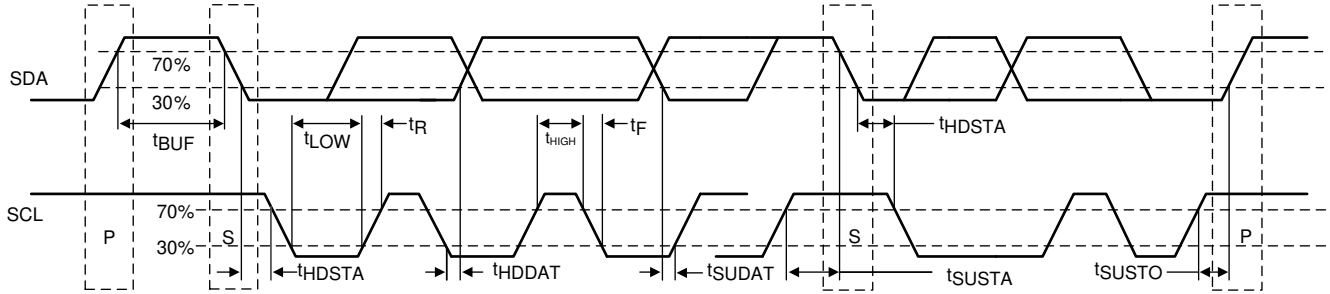 SDA
70%
30%
tBUF
tLOW
tR
tHIGH
tF
tHDSTA
SCL
70%
30%
P
S
S
P
tHDSTA
tHDDAT
tSUDAT
tSUSTA
tSUSTO